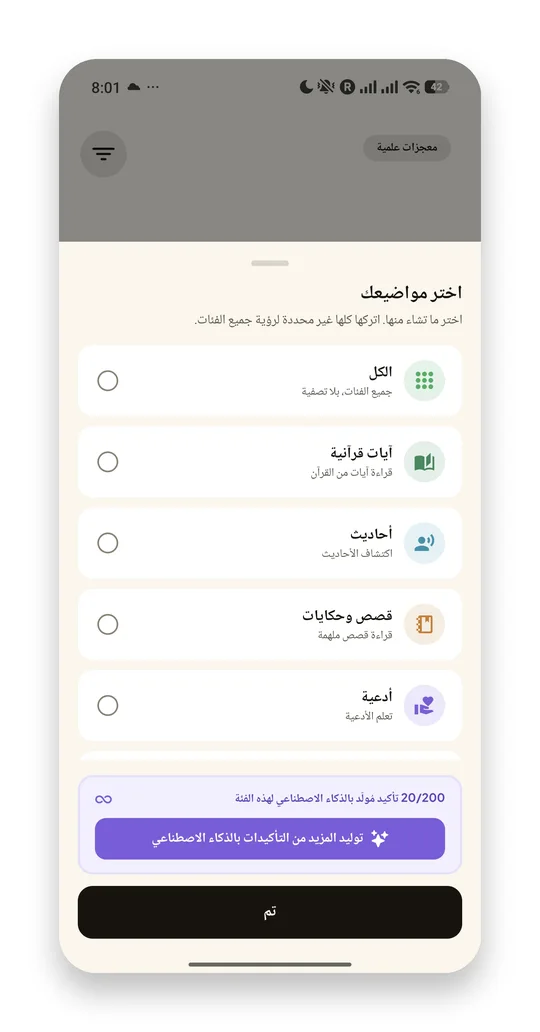 8:01
R
42
معجزات علمية
اختر مواضيعك
اختر ما تشاء منها. اتركها كلها غير محددة لرؤية جميع الفئات.
الكل
جميع الفئات، بلا تصفية
آيات قرآنية
قراءة آيات من القرآن
أحاديث
اكتشاف الأحاديث
قصص وحكايات
قراءة قصص ملهمة
أدعية
تعلم الأدعية
20/200 تأكيد مُولّد بالذكاء الاصطناعي لهذه الفئة
توليد المزيد من التأكيدات بالذكاء الاصطناعي
تم